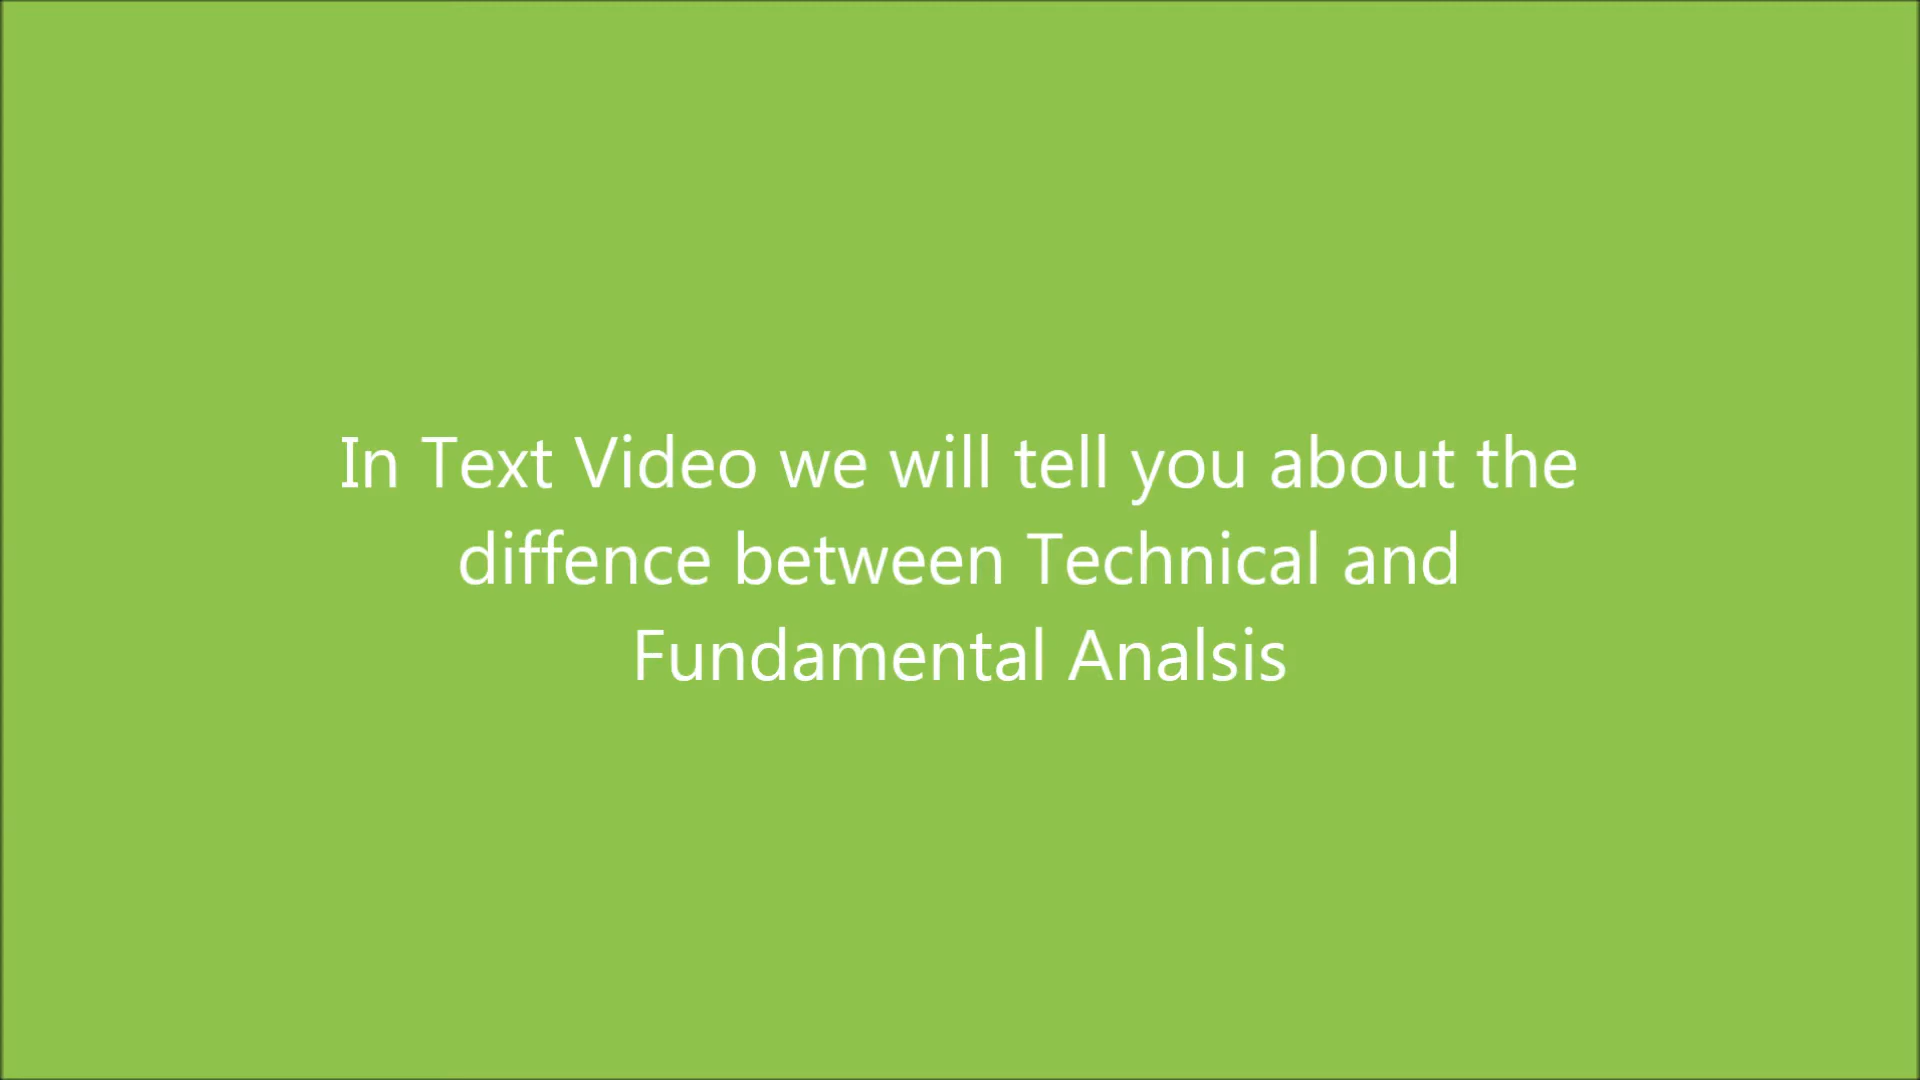 In Text Video we will tell you about the
diffence between Technical and
Fundamental Analsis